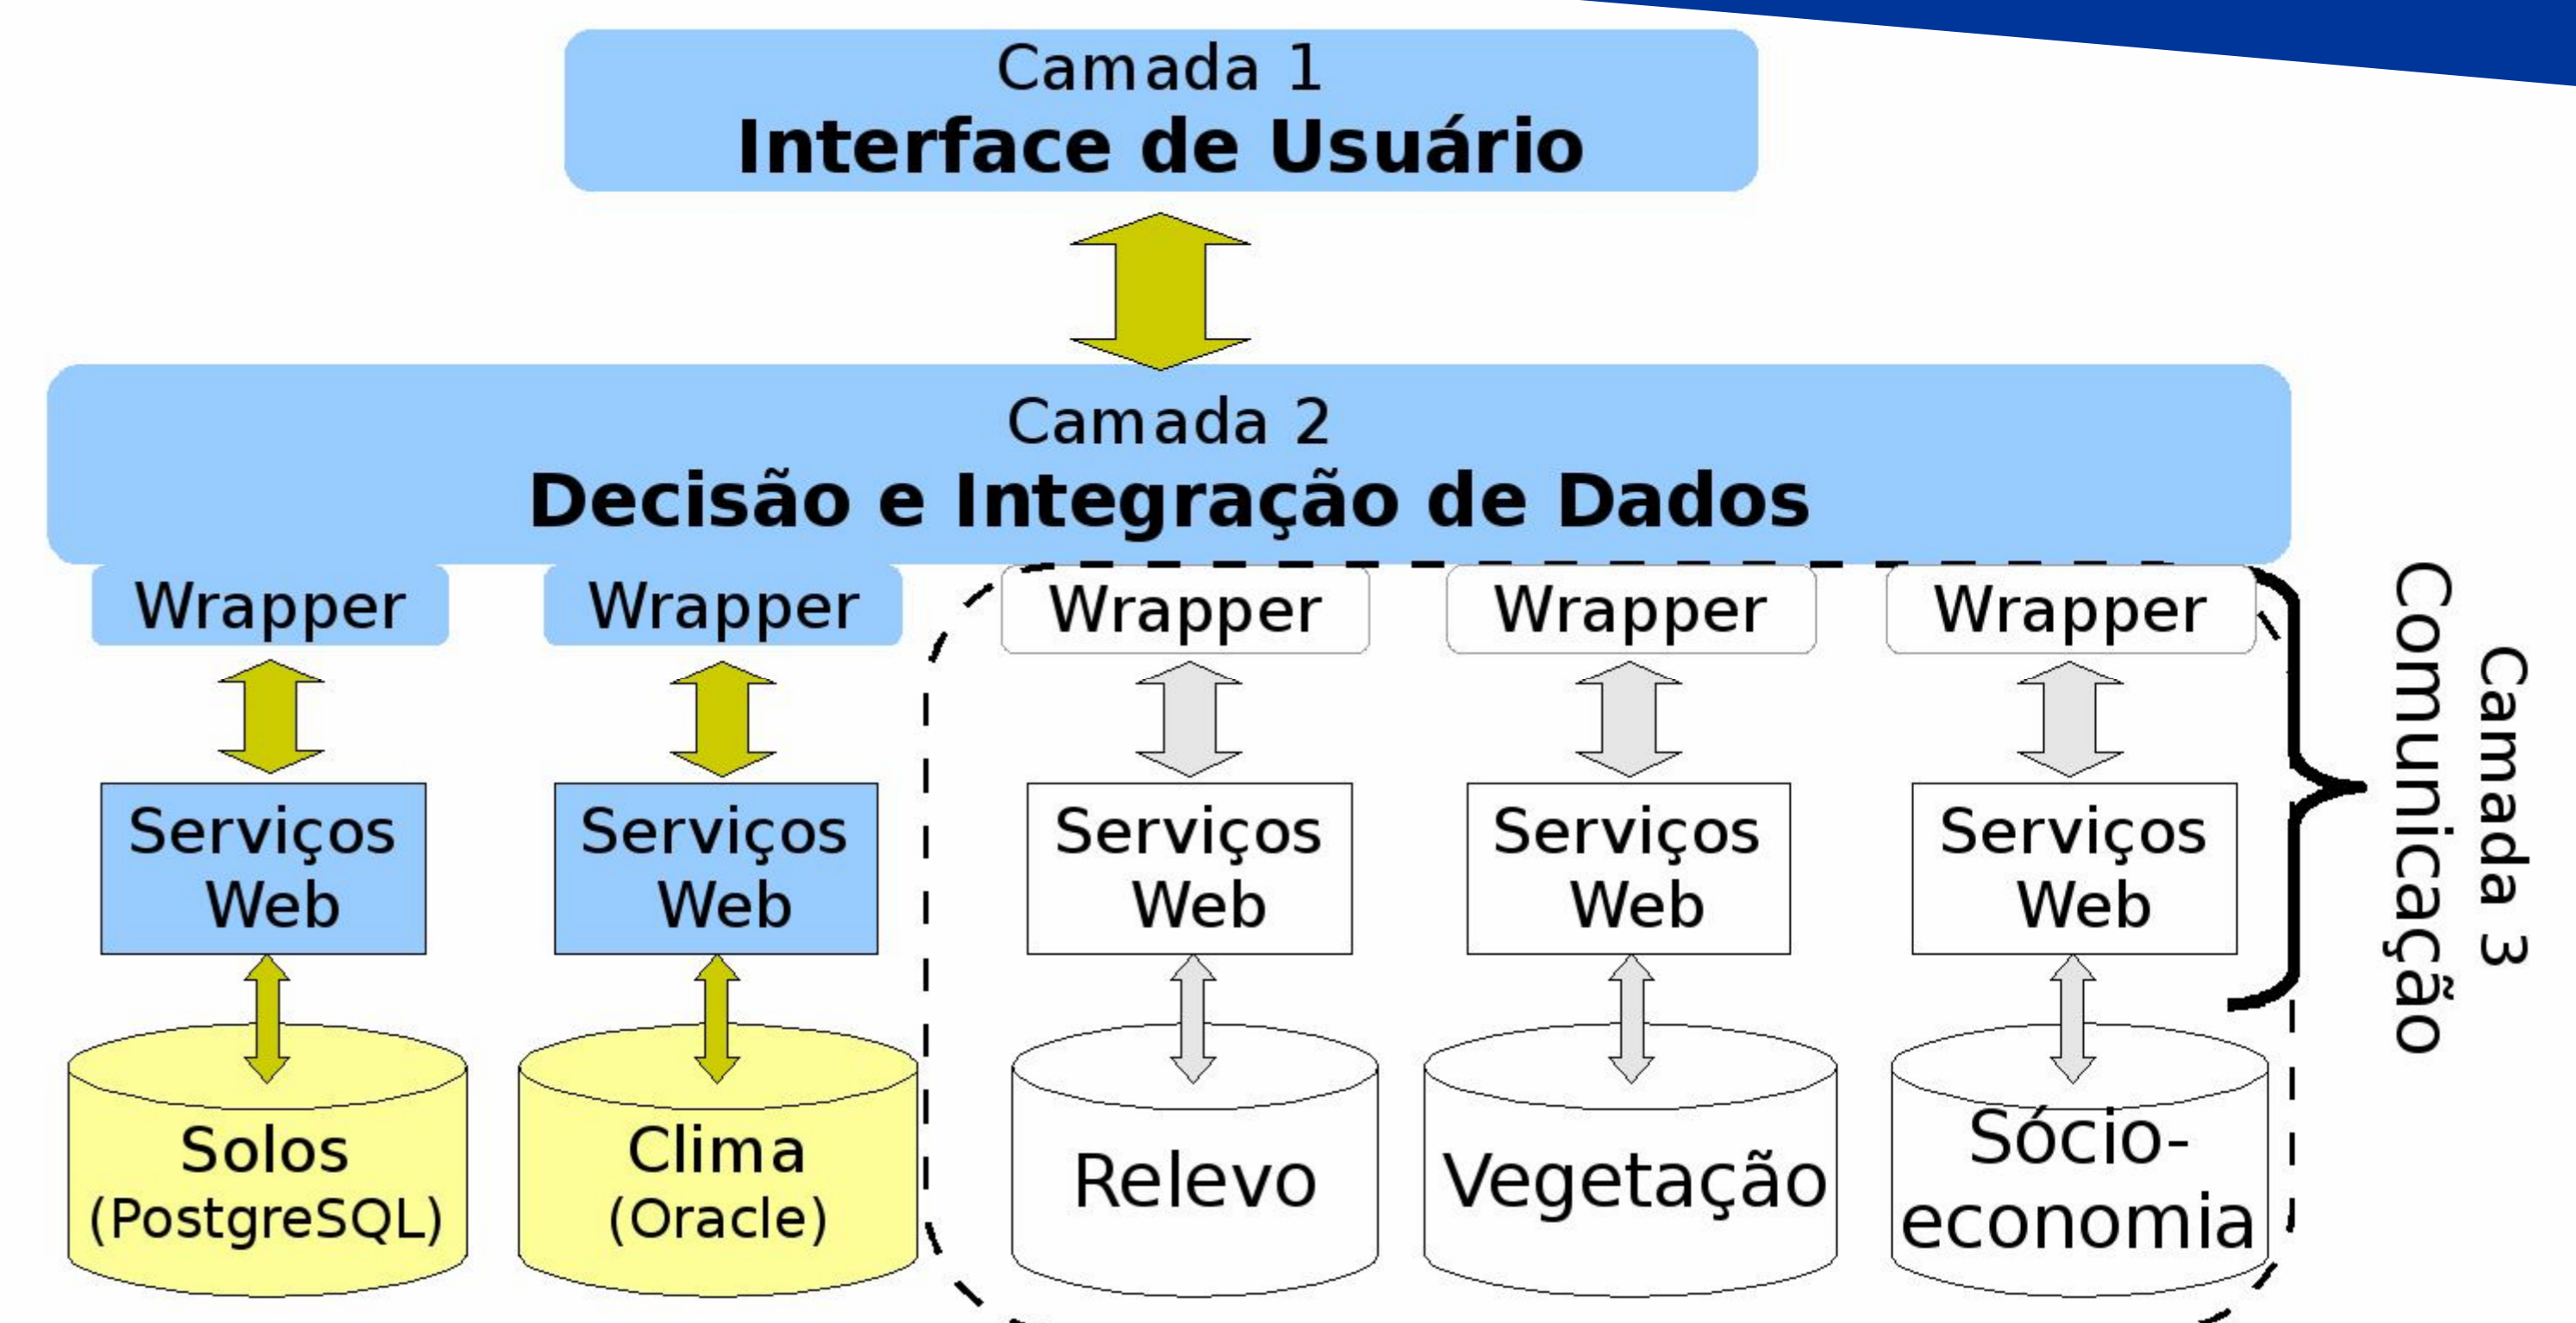 Camada 1
Interface de Usuário
Camada 2
Decisão e Integração de Dados
Wrapper
Wrapper
Wrapper
Wrapper
Wrapper
Serviços
Web
Serviços
Web
Serviços
Web
Serviços
Web
Serviços
Web
Solos
(PostgreSQL)
Clima
(Oracle)
Relevo
Vegetação
Sócio-
economia
Camada 3
Comunicação